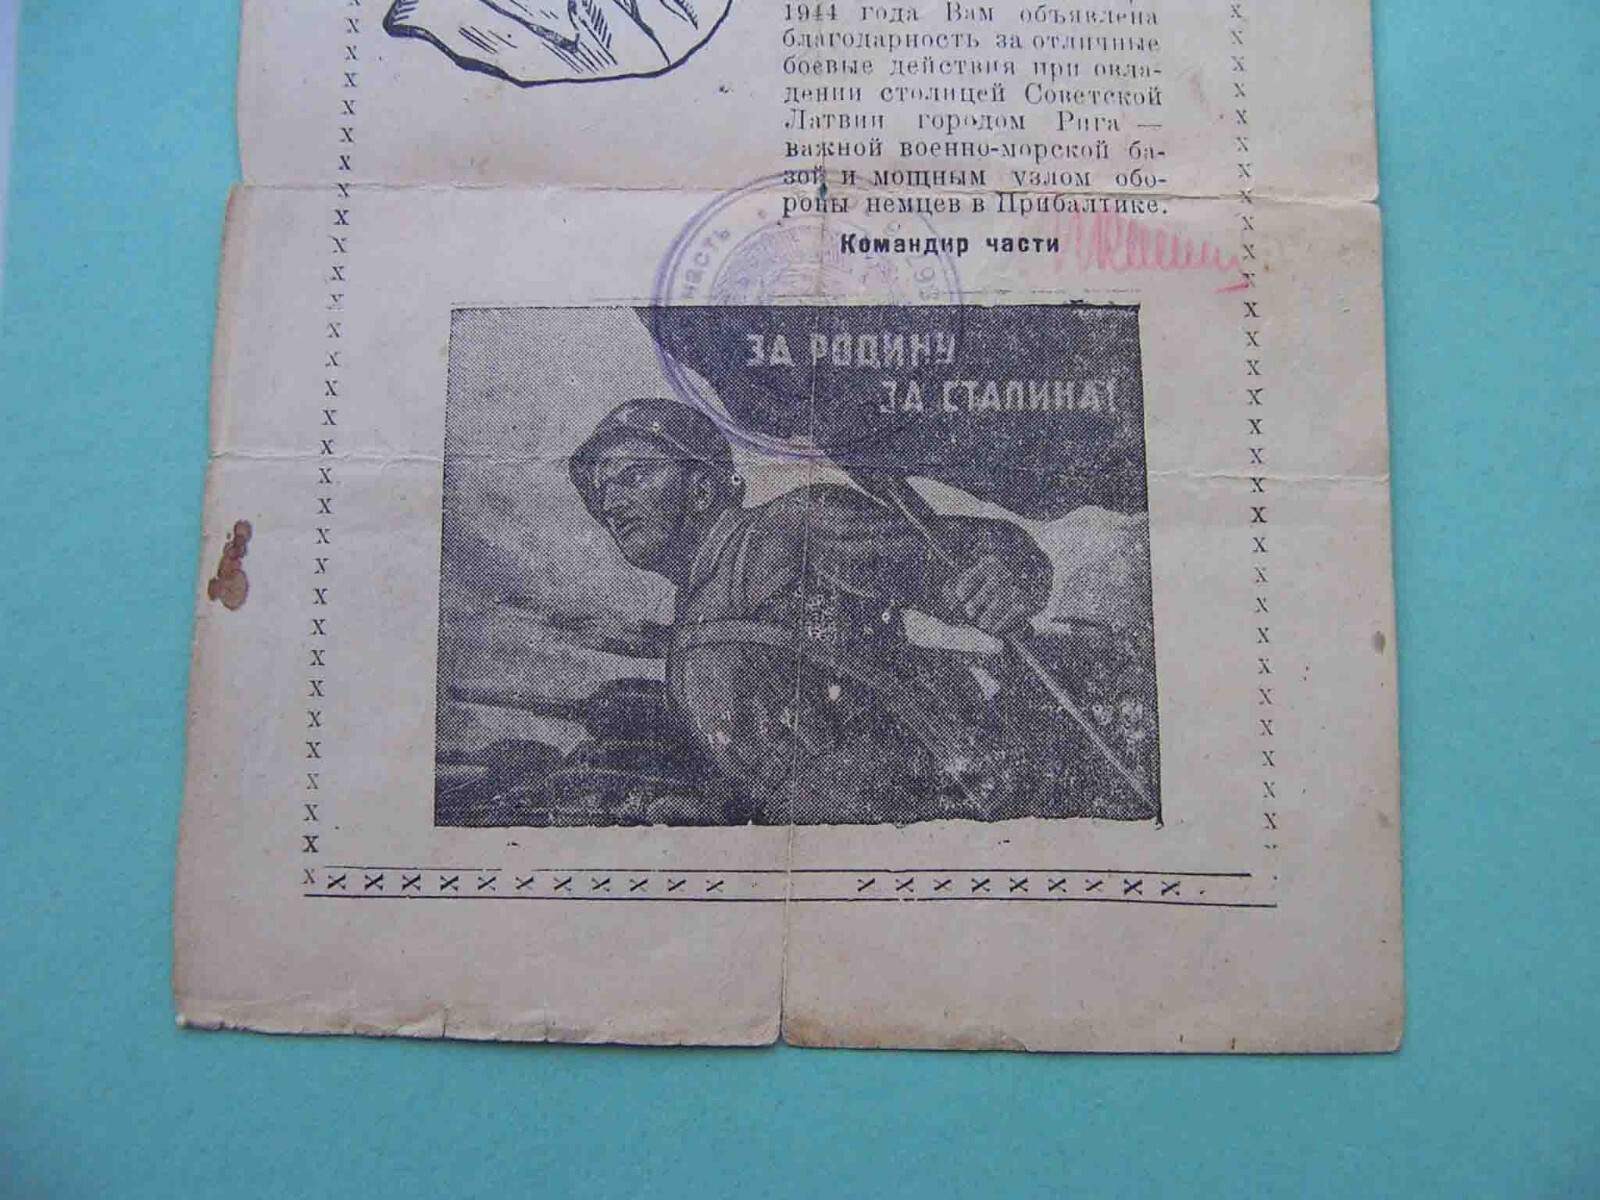 1944 года Вам объявлена
благодарность за отличные
боевые действия при овла-
дении столицей Советской
Латвии городом Рига —
важной военно-морской ба-
зой и мощным узлом обо-
роны немцев в Прибалтике.
Командир части
часть
ЗА РОДИНУ
ЗА СТАЛИНА!